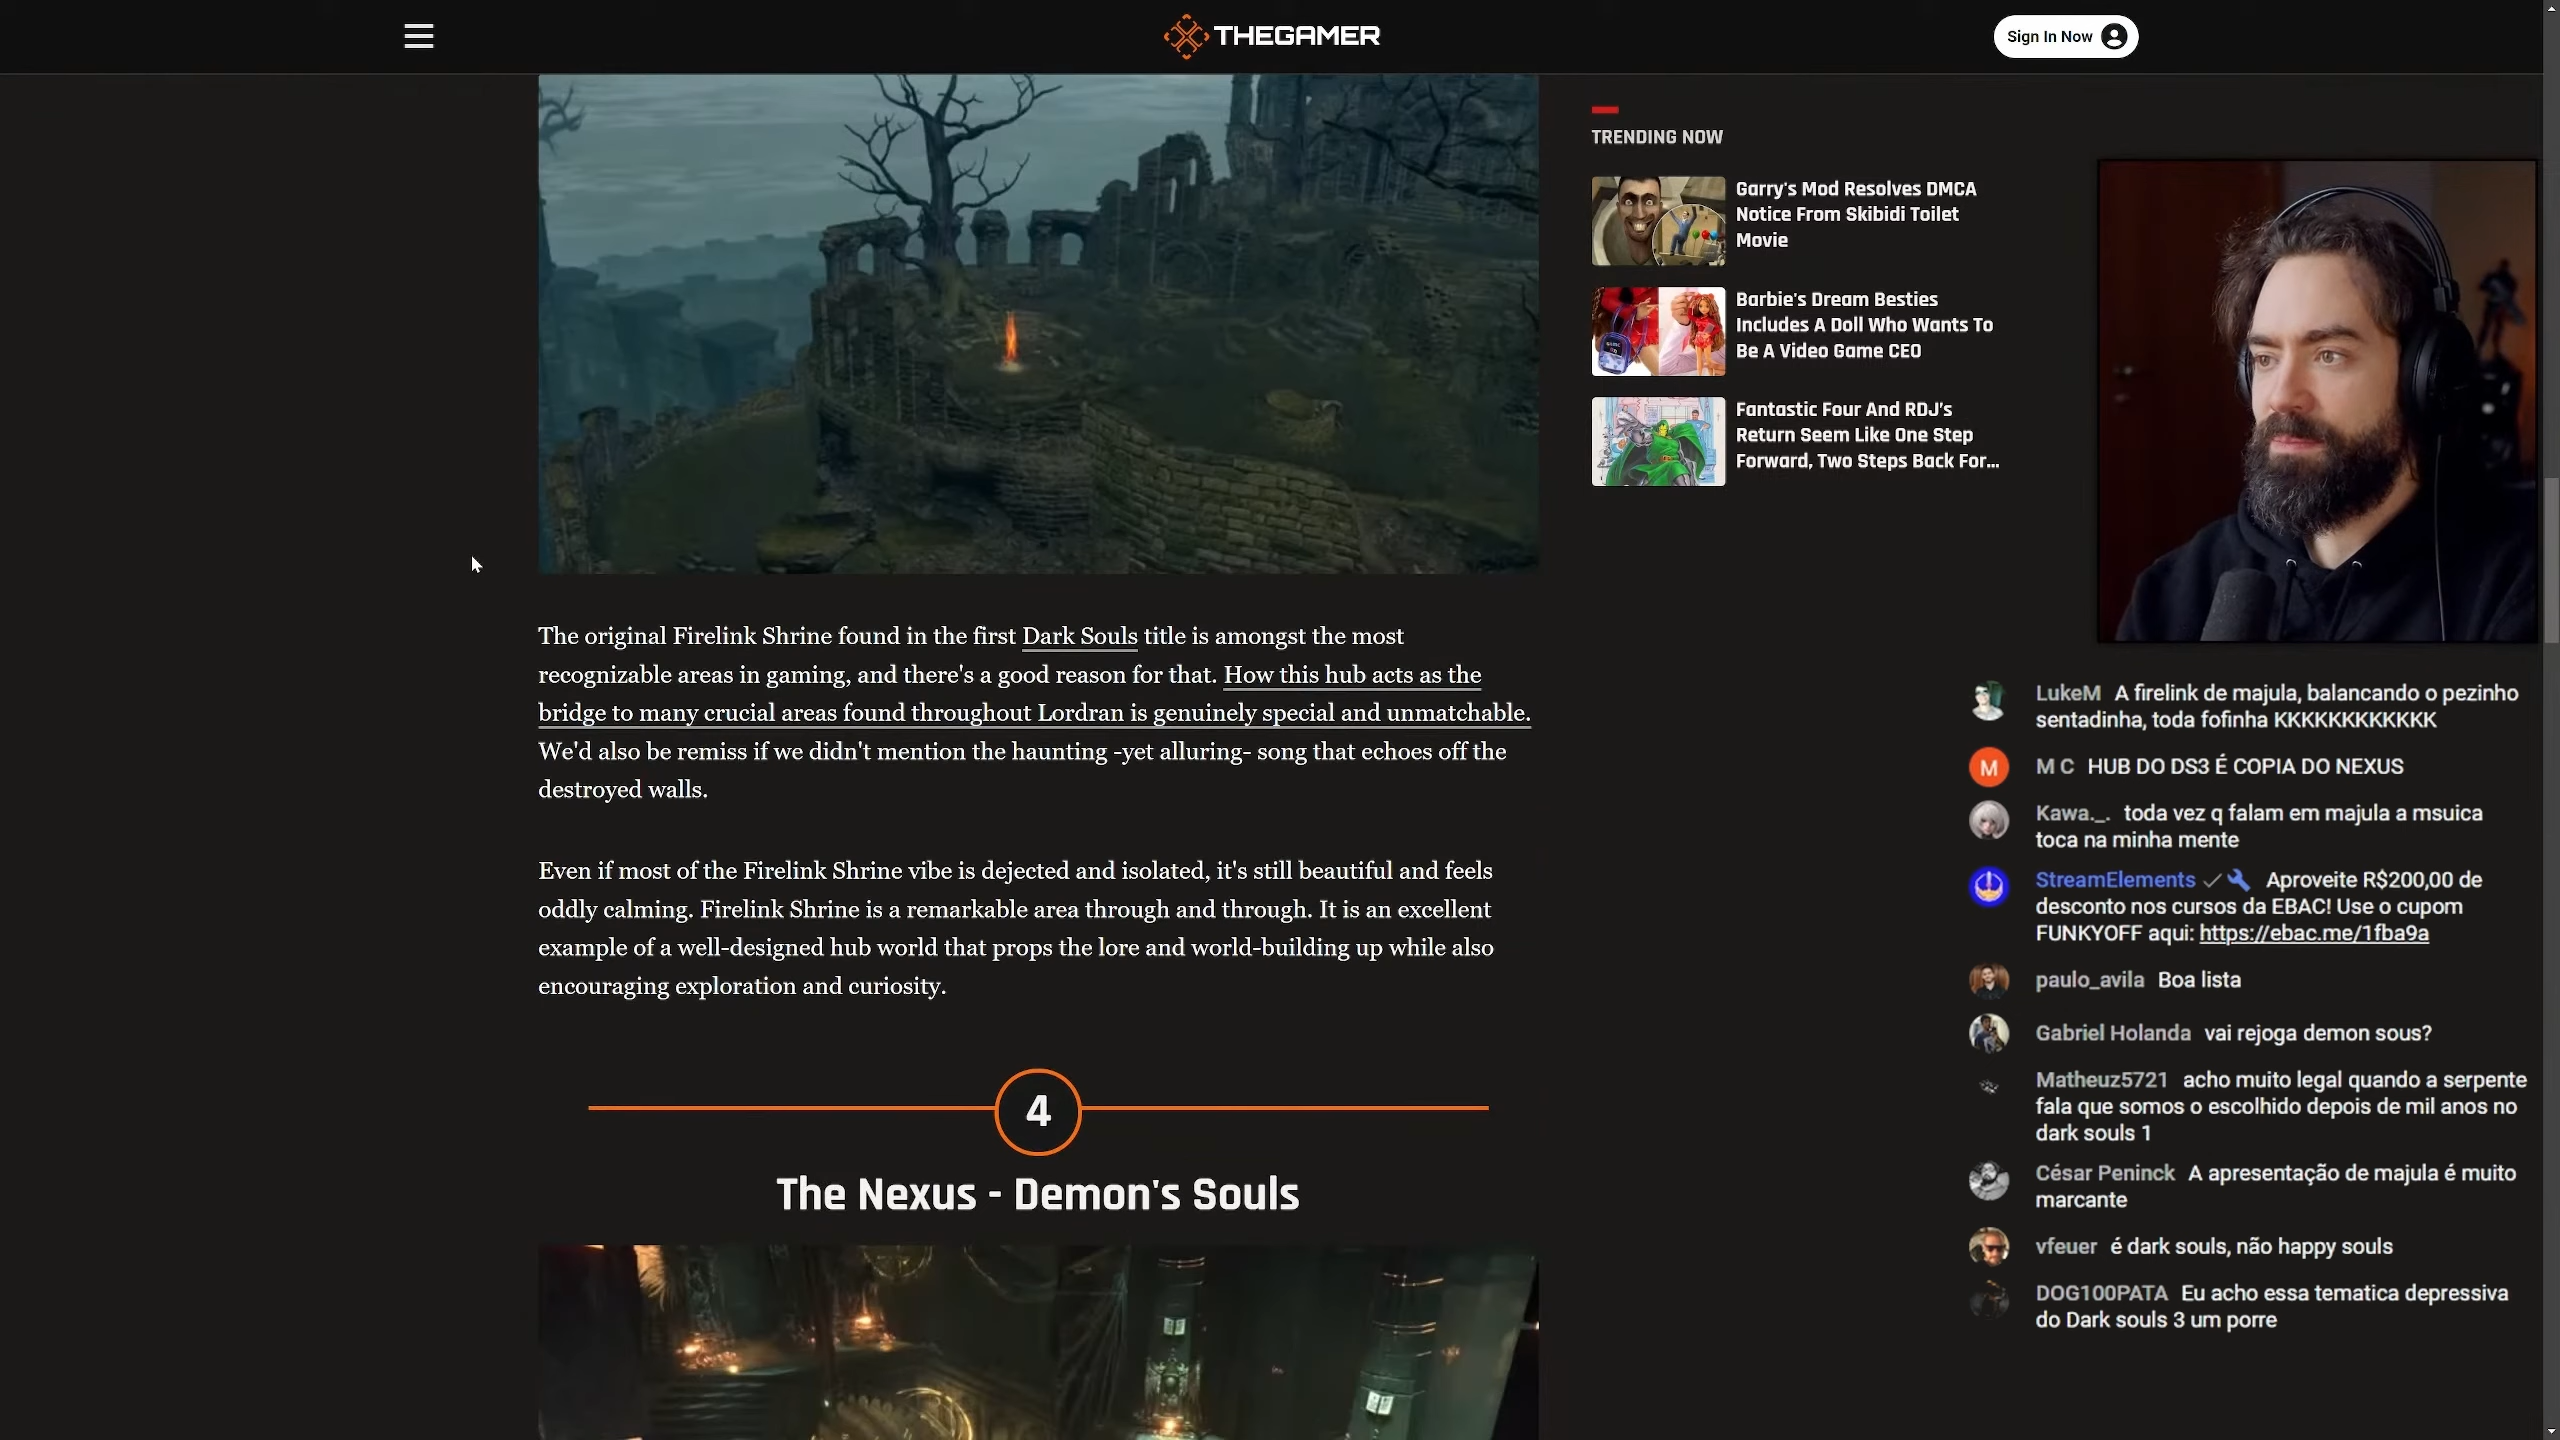 THEGAMER
Sign In Now
TRENDING NOW
Garry's Mod Resolves DMCA
Notice From Skibidi Toilet
Movie
Barbie's Dream Besties
Includes A Doll Who Wants To
Be A Video Game CEO
Fantastic Four And RDJ's
Return Seem Like One Step
Forward, Two Steps Back For...
The original Firelink Shrine found in the first Dark Souls title is amongst the most
recognizable areas in gaming, and there's a good reason for that. How this hub acts as the
bridge to many crucial areas found throughout Lordran is genuinely special and unmatchable.
We'd also be remiss if we didn't mention the haunting -yet alluring- song that echoes off the
destroyed walls.
Even if most of the Firelink Shrine vibe is dejected and isolated, it's still beautiful and feels
oddly calming. Firelink Shrine is a remarkable area through and through. It is an excellent
example of a well-designed hub world that props the lore and world-building up while also
encouraging exploration and curiosity.
4
The Nexus - Demon's Souls
LukeM A firelink de majula, balancando o pezinho
sentadinha, toda fofinha KKKKKKKKKKKK
M
M C HUB DO DS3 É COPIA DO NEXUS
Kawa._. toda vez q falam em majula a msuica
toca na minha mente
StreamElements Aproveite R$200,00 de
desconto nos cursos da EBAC! Use o cupom
FUNKYOFF aqui: https://ebac.me/1fba9a
paulo_avila Boa lista
Gabriel Holanda vai rejoga demon sous?
Matheuz5721 acho muito legal quando a serpente
fala que somos o escolhido depois de mil anos no
dark souls 1
César Peninck A apresentação de majula é muito
marcante
vfeuer é dark souls, não happy souls
DOG100PATA Eu acho essa tematica depressiva
do Dark souls 3 um porre